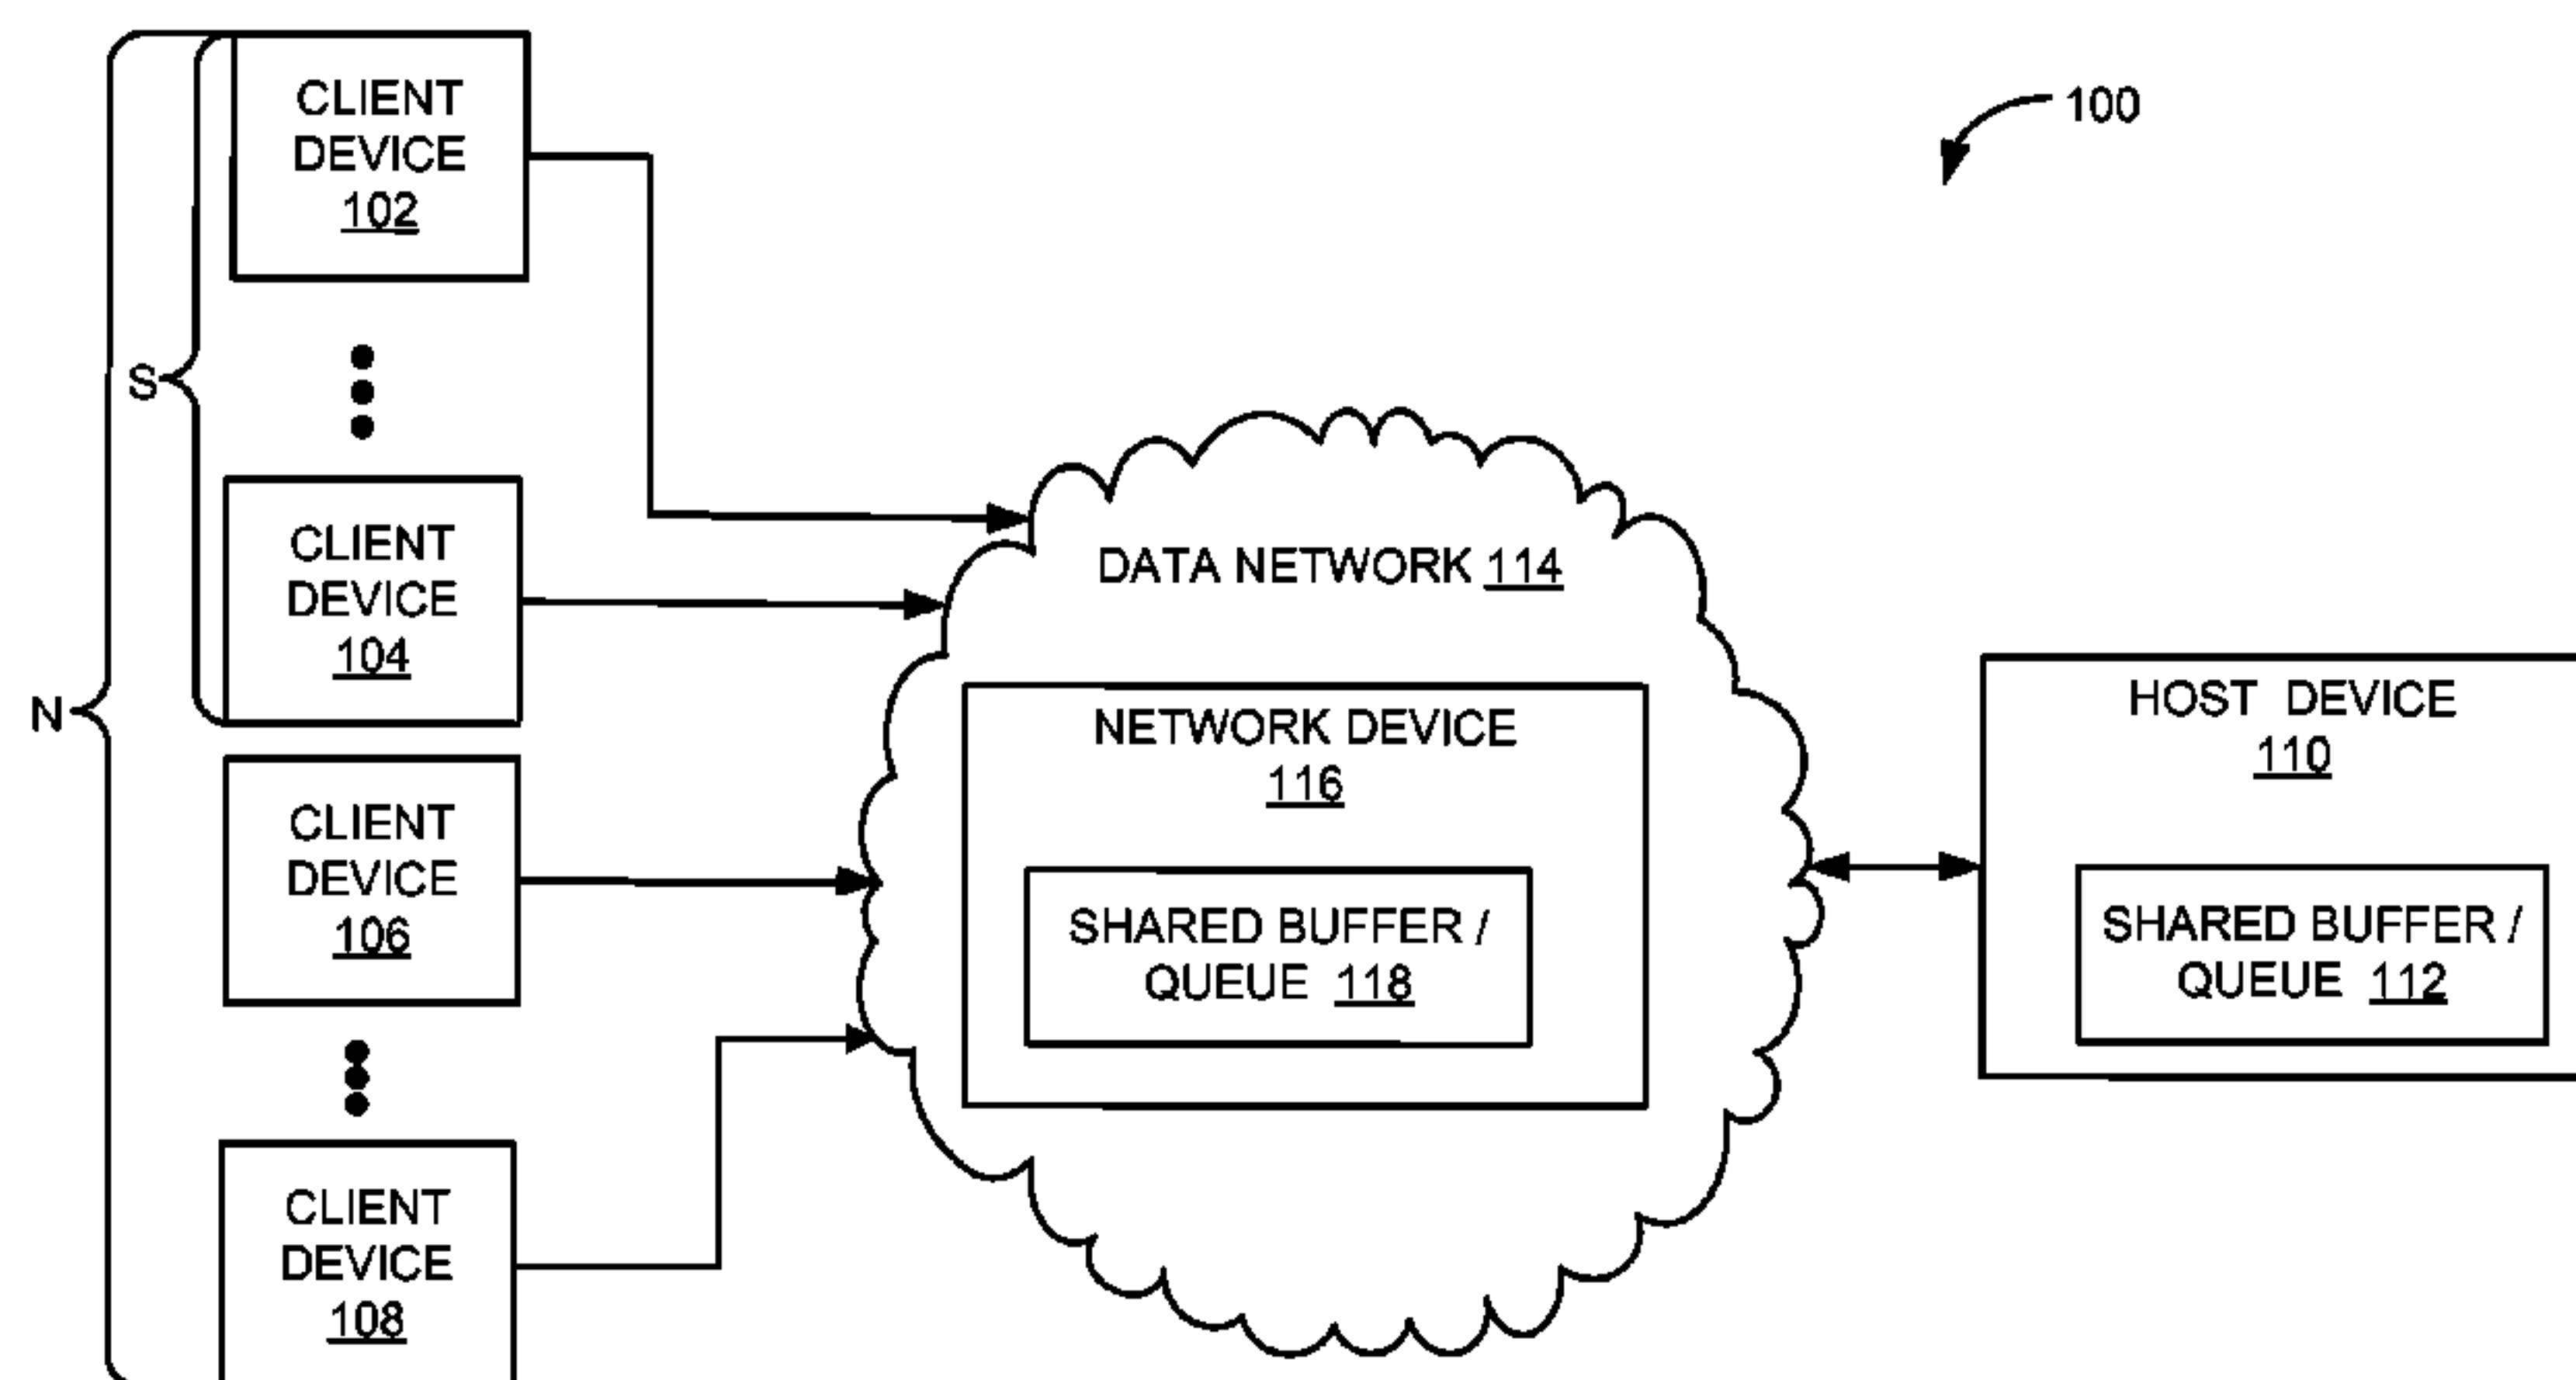 CLIENT
DEVICE
102
100
S
CLIENT
DEVICE
104
DATA NETWORK 114
N
NETWORK DEVICE
116
HOST DEVICE
110
CLIENT
DEVICE
106
SHARED BUFFER /
QUEUE 118
SHARED BUFFER /
QUEUE 112
CLIENT
DEVICE
108